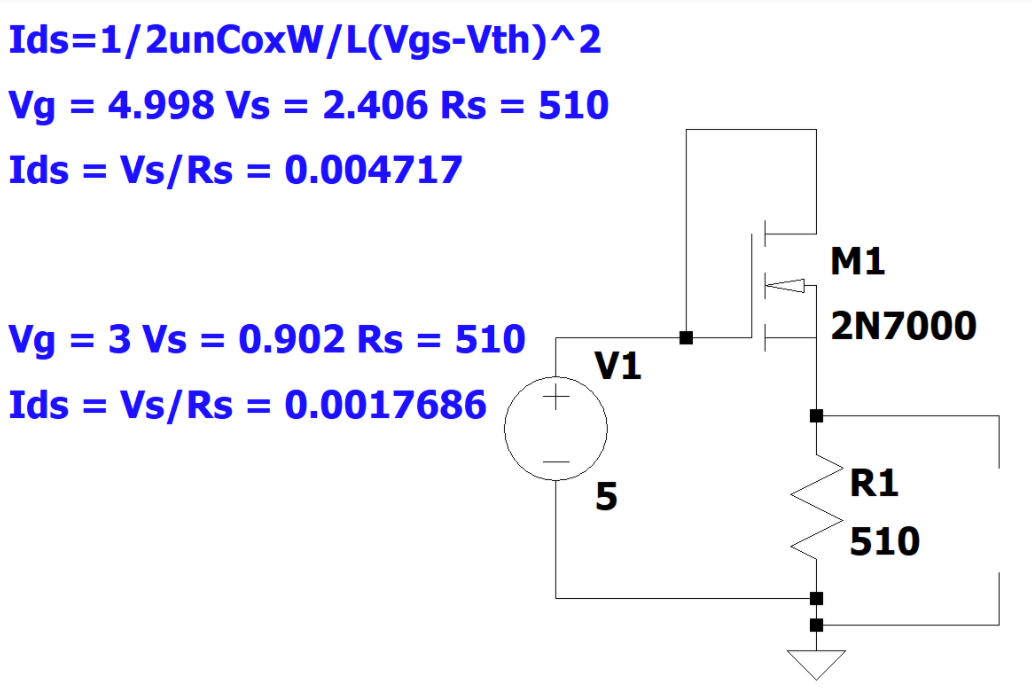 Ids=1/2unCoxW/L(Vgs-Vth)^2
Vg = 4.998 Vs = 2.406 Rs = 510
Ids = Vs/Rs = 0.004717
M1
2N7000
Vg = 3 Vs = 0.902 Rs = 510
V1
Ids = Vs/Rs = 0.0017686
5
R1
510